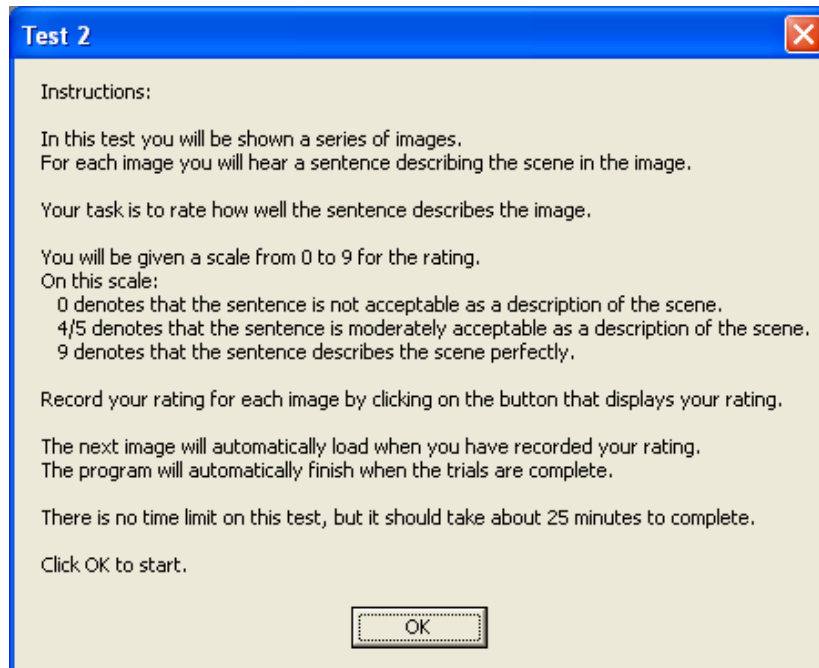 Test 2
Instructions:
In this test you will be shown a series of images.
For each image you will hear a sentence describing the scene in the image.
Your task is to rate how well the sentence describes the image.
You will be given a scale from 0 to 9 for the rating.
On this scale:
0 denotes that the sentence is not acceptable as a description of the scene.
4/5 denotes that the sentence is moderately acceptable as a description of the scene.
9 denotes that the sentence describes the scene perfectly.
Record your rating for each image by clicking on the button that displays your rating.
The next image will automatically load when you have recorded your rating.
The program will automatically finish when the trials are complete.
There is no time limit on this test, but it should take about 25 minutes to complete.
Click OK to start.
OK